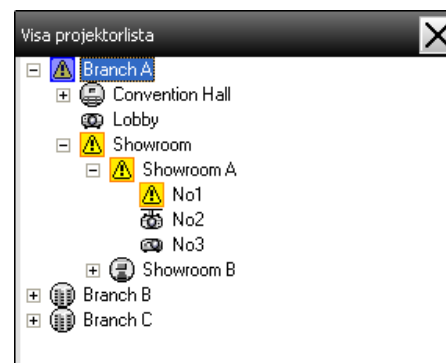 Visa projektorlista
Branch A
Convention Hall
Lobby
Showroom
Showroom A
No1
No2
No3
Showroom B
Branch B
Branch C